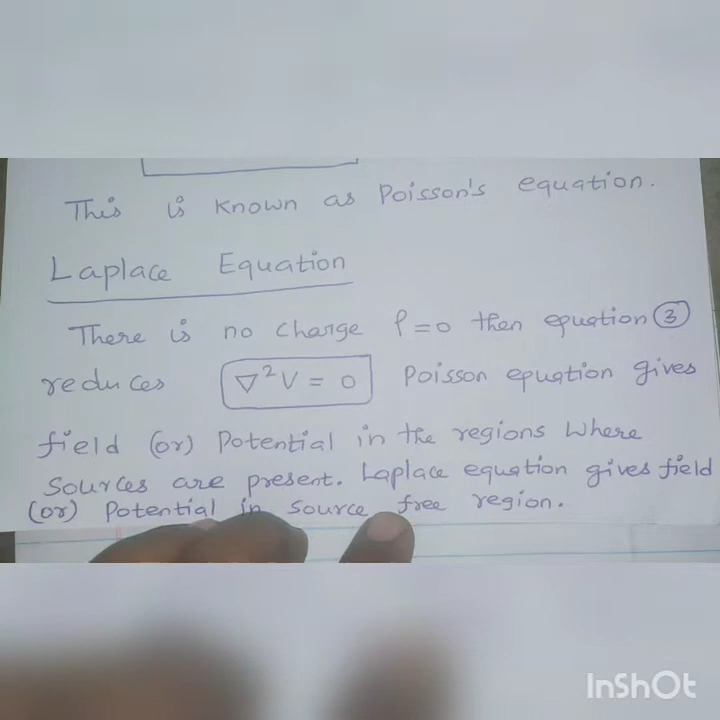 This is known as Poisson's equation.
Laplace Equation
There is no charge ρ=0 then equation ③
reduces ∇²V = 0 Poisson equation gives
field (or) Potential in the regions where
Sources are present. Laplace equation gives field
(or) Potential in source free region.
InShOt